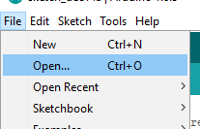 File Edit Sketch Tools Help
New Ctrl+N
Open... Ctrl+O
Open Recent
Sketchbook